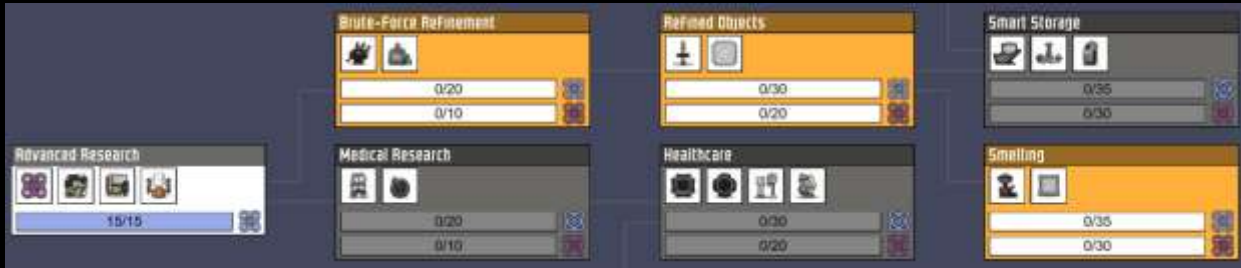 Brute-Force Refinement
0/20
0/10
Refined Objects
0/30
0/20
Smart Storage
0/35
0/30
Advanced Research
15/15
Medical Research
0/20
0/10
Healthcare
0/30
0/20
Smelting
0/35
0/30